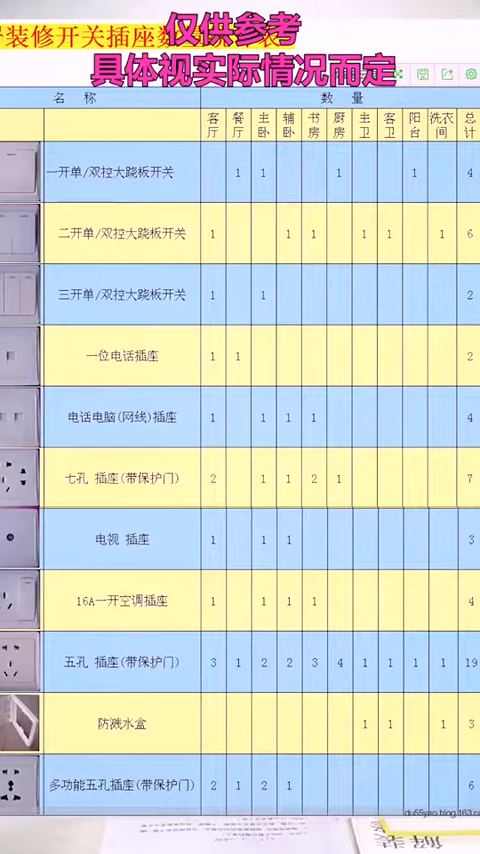 装修开关插座数
仅供参考
具体视实际情况而定
名 称 数 量
客厅 餐厅 主卧 辅卧 书房 厨房 主卫 客卫 阳台 洗衣间 总计
一开单/双控大跷板开关 1 1 1 1 4
二开单/双控大跷板开关 1 1 1 1 1 1 6
三开单/双控大跷板开关 1 1 2
一位电话插座 1 1 2
电话电脑(网线)插座 1 1 1 1 4
七孔 插座(带保护门) 2 1 1 2 1 7
电视 插座 1 1 1 3
16A一开空调插座 1 1 1 1 4
五孔 插座(带保护门) 3 1 2 2 3 4 1 1 1 1 19
防溅水盒 1 1 1 3
多功能五孔插座(带保护门) 2 1 2 1 6